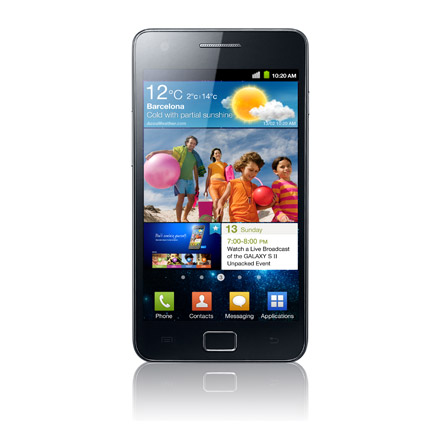 10:20 AM
12°C 2°C | 14°C
Barcelona
Cold with partial sunshine
13 Sunday
7:00-8:00 PM
Watch a Live Broadcast
of the GALAXY S II
Unpacked Event
3
Phone
Contacts
Messaging
Applications